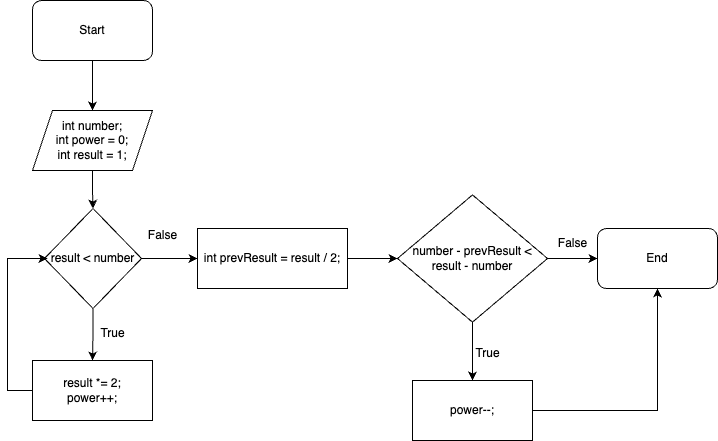 Start
int number;
int power = 0;
int result = 1;
result < number
False
True
result *= 2;
power++;
int prevResult = result / 2;
number - prevResult <
result - number
False
True
power--;
End